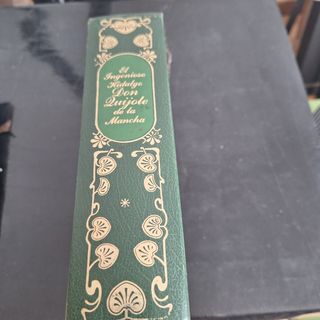 El
Ingenioso
Hidalgo
Don
Quijote
de la
Mancha